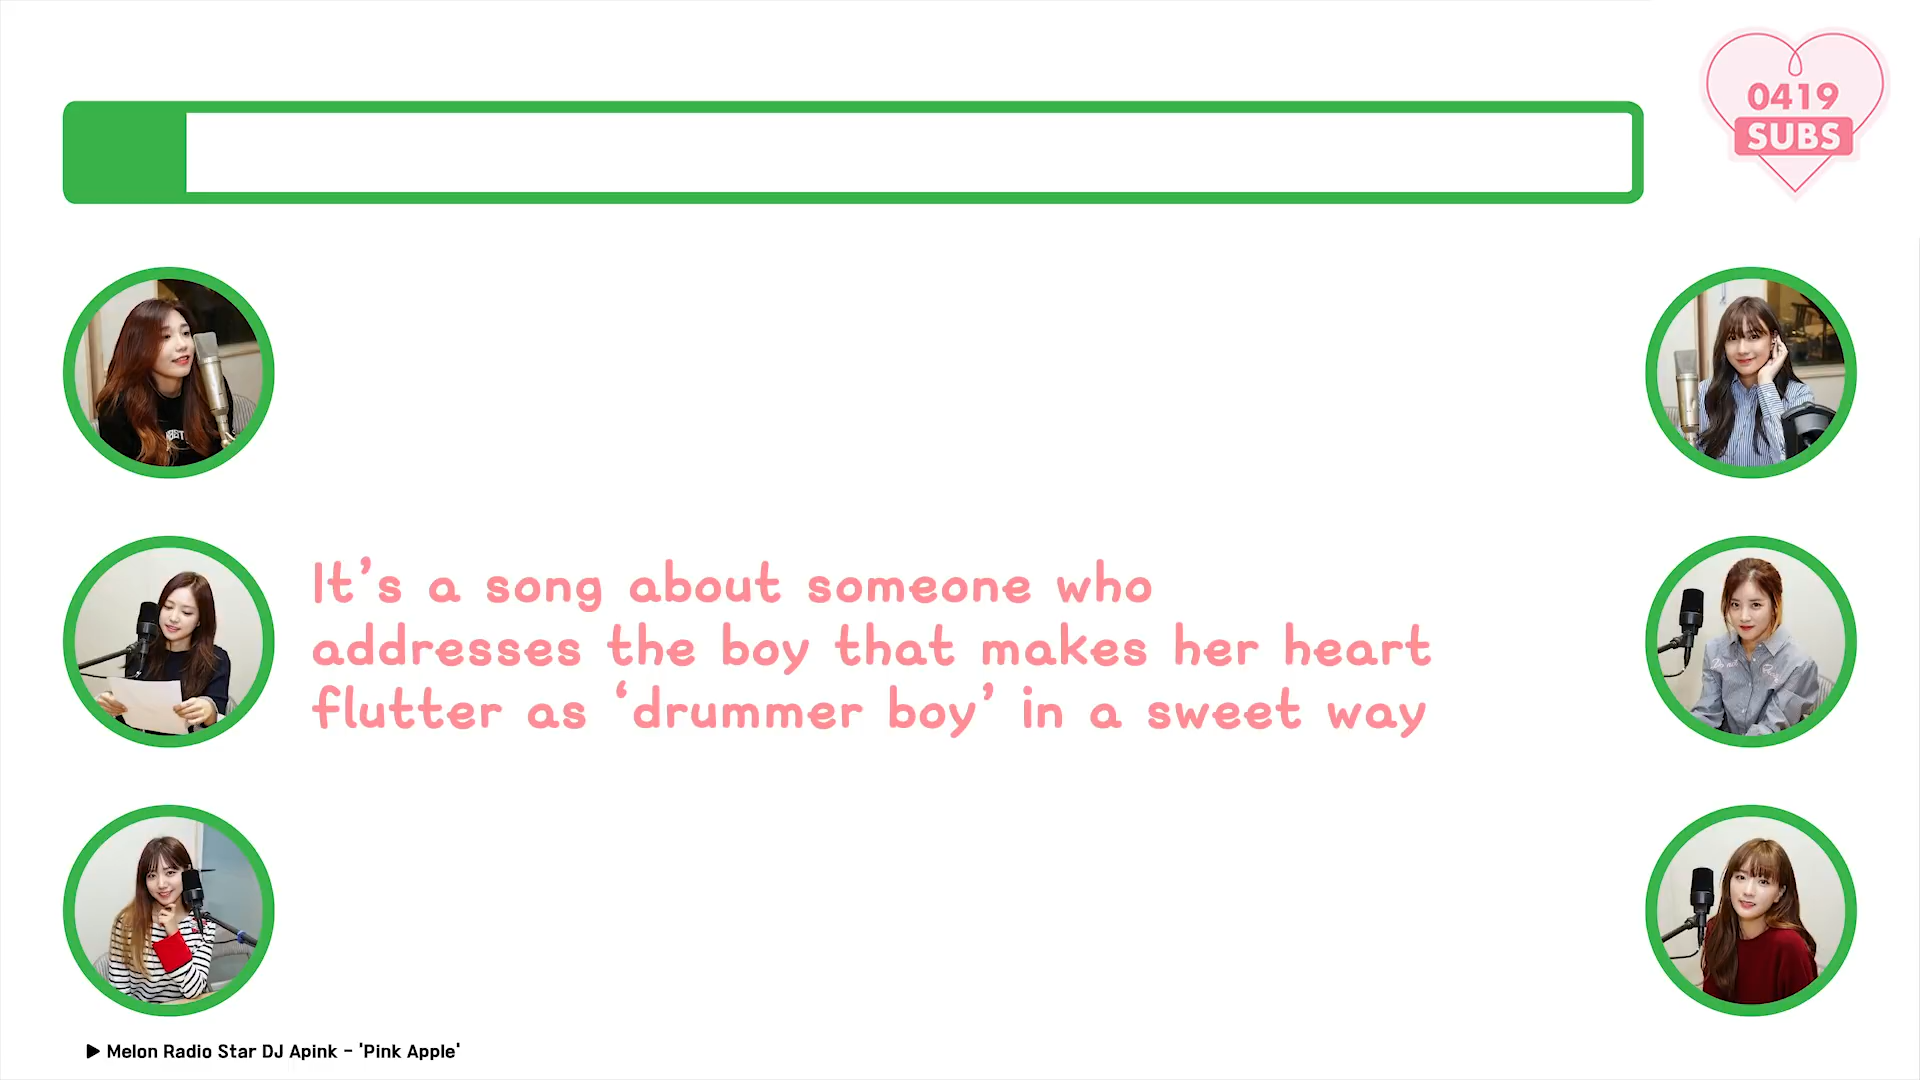 0419
SUBS
It's a song about someone who
addresses the boy that makes her heart
flutter as ‘drummer boy’ in a sweet way
▶ Melon Radio Star DJ Apink - 'Pink Apple'